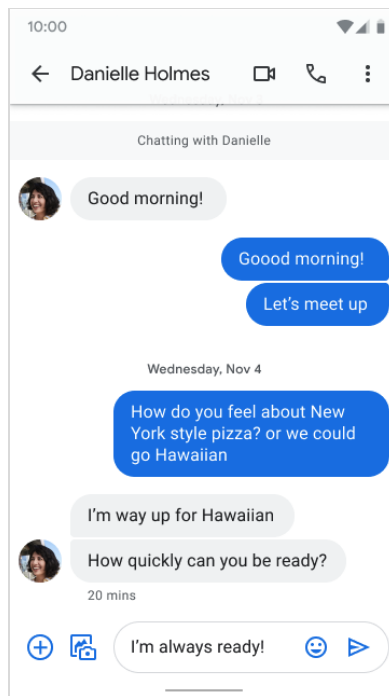 10:00
Danielle Holmes
Chatting with Danielle
Good morning!
Goood morning!
Let's meet up
Wednesday, Nov 4
How do you feel about New
York style pizza? or we could
go Hawaiian
I'm way up for Hawaiian
How quickly can you be ready?
20 mins
I'm always ready!